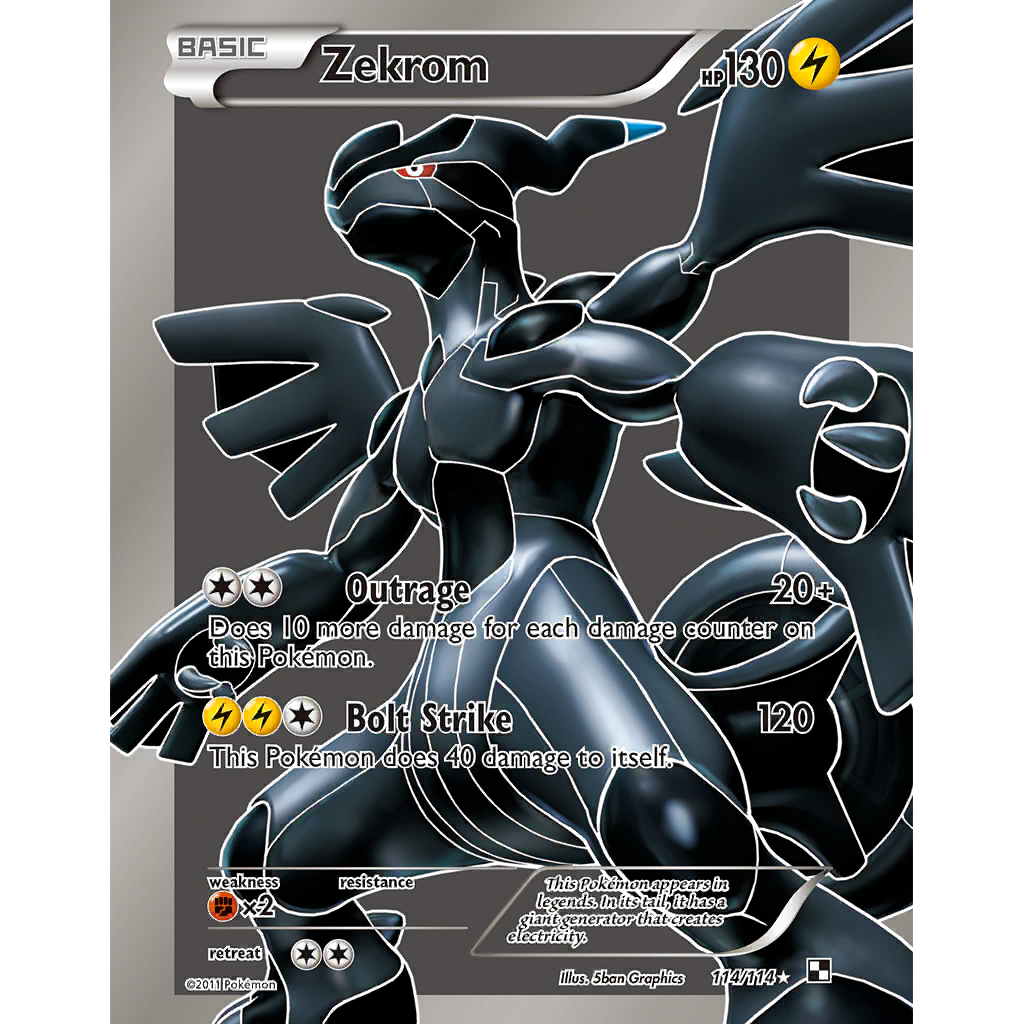 BASIC
Zekrom
HP130
Outrage 20+
Does 10 more damage for each damage counter on
this Pokémon.
Bolt Strike 120
This Pokémon does 40 damage to itself.
weakness resistance
×2
This Pokémon appears in
legends. In its tail, it has a
giant generator that creates
electricity.
retreat
Illus. 5ban Graphics 114/114★
©2011 Pokémon